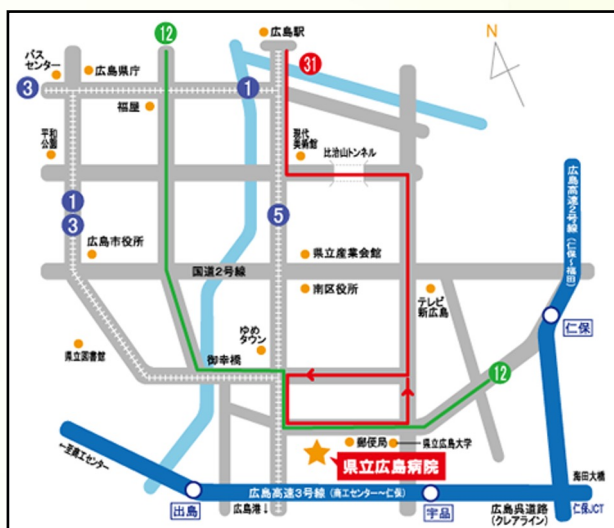 12
広島駅
N
バス
センター
広島県庁
31
3
1
福屋
平和
公園
現代
美術館
比治山トンネル
1
3
5
広島高速2号線(仁保~福田)
広島市役所
県立産業会館
国道2号線
南区役所
テレビ
新広島
仁保
ゆめ
タウン
県立図書館
御幸橋
12
郵便局
県立広島大学
県立広島病院
←至商工センター
海田大橋
出島
広島高速3号線(商工センター~仁保)
宇品
広島港↓
広島呉道路
(クレアライン)
仁保JCT